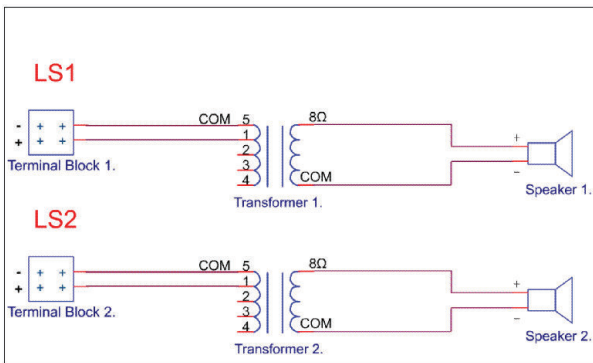 LS1
COM 5 8Ω
- 1 +
+ 2
Terminal Block 1. 3 –
4 COM Speaker 1.
Transformer 1.
LS2
COM 5 8Ω
- 1 +
+ 2
Terminal Block 2. 3 –
4 COM Speaker 2.
Transformer 2.